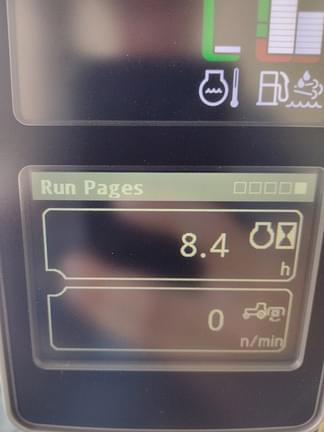 Run Pages
8.4
h
0
n/min